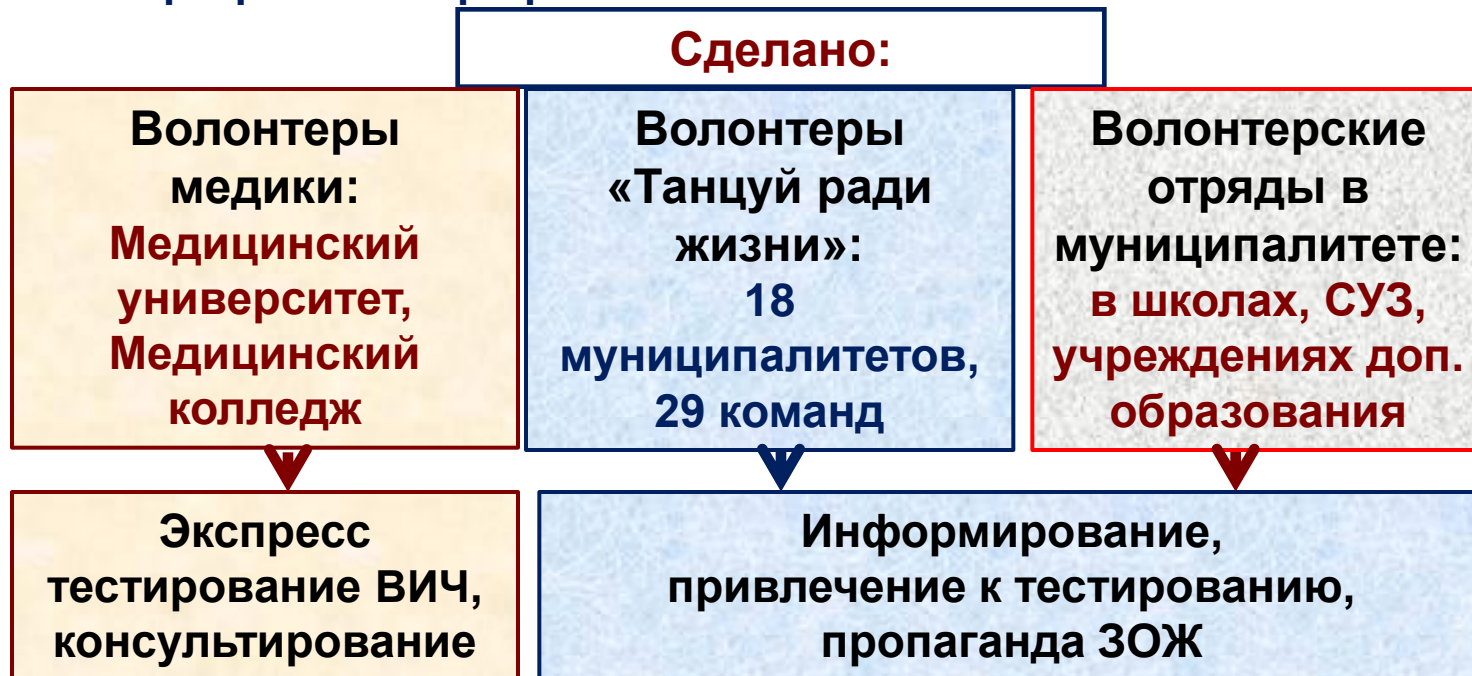 Сделано:
Волонтеры
медики:
Медицинский
университет,
Медицинский
колледж
Волонтеры
«Танцуй ради
жизни»:
18
муниципалитетов,
29 команд
Волонтерские
отряды в
муниципалитете:
в школах, СУЗ,
учреждениях доп.
образования
Экспресс
тестирование ВИЧ,
консультирование
Информирование,
привлечение к тестированию,
пропаганда ЗОЖ